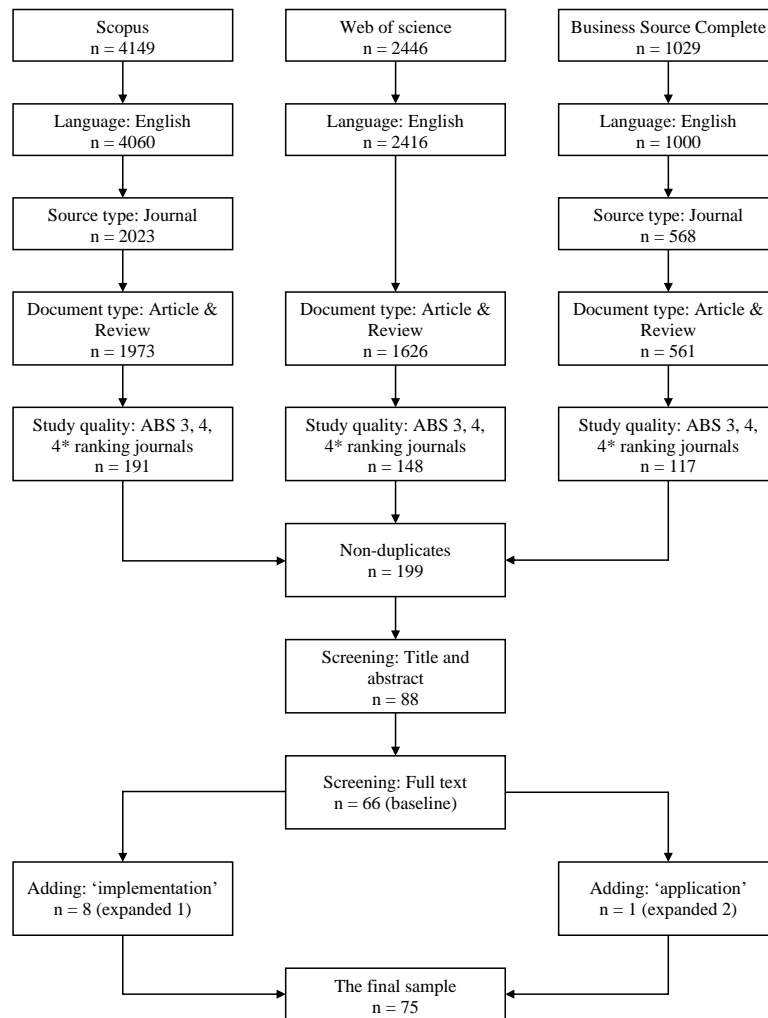 Scopus
n = 4149
Web of science
n = 2446
Business Source Complete
n = 1029
Language: English
n = 4060
Language: English
n = 2416
Language: English
n = 1000
Source type: Journal
n = 2023
Source type: Journal
n = 568
Document type: Article &
Review
n = 1973
Document type: Article &
Review
n = 1626
Document type: Article &
Review
n = 561
Study quality: ABS 3, 4,
4* ranking journals
n = 191
Study quality: ABS 3, 4,
4* ranking journals
n = 148
Study quality: ABS 3, 4,
4* ranking journals
n = 117
Non-duplicates
n = 199
Screening: Title and
abstract
n = 88
Screening: Full text
n = 66 (baseline)
Adding: ‘implementation’
n = 8 (expanded 1)
Adding: ‘application’
n = 1 (expanded 2)
The final sample
n = 75